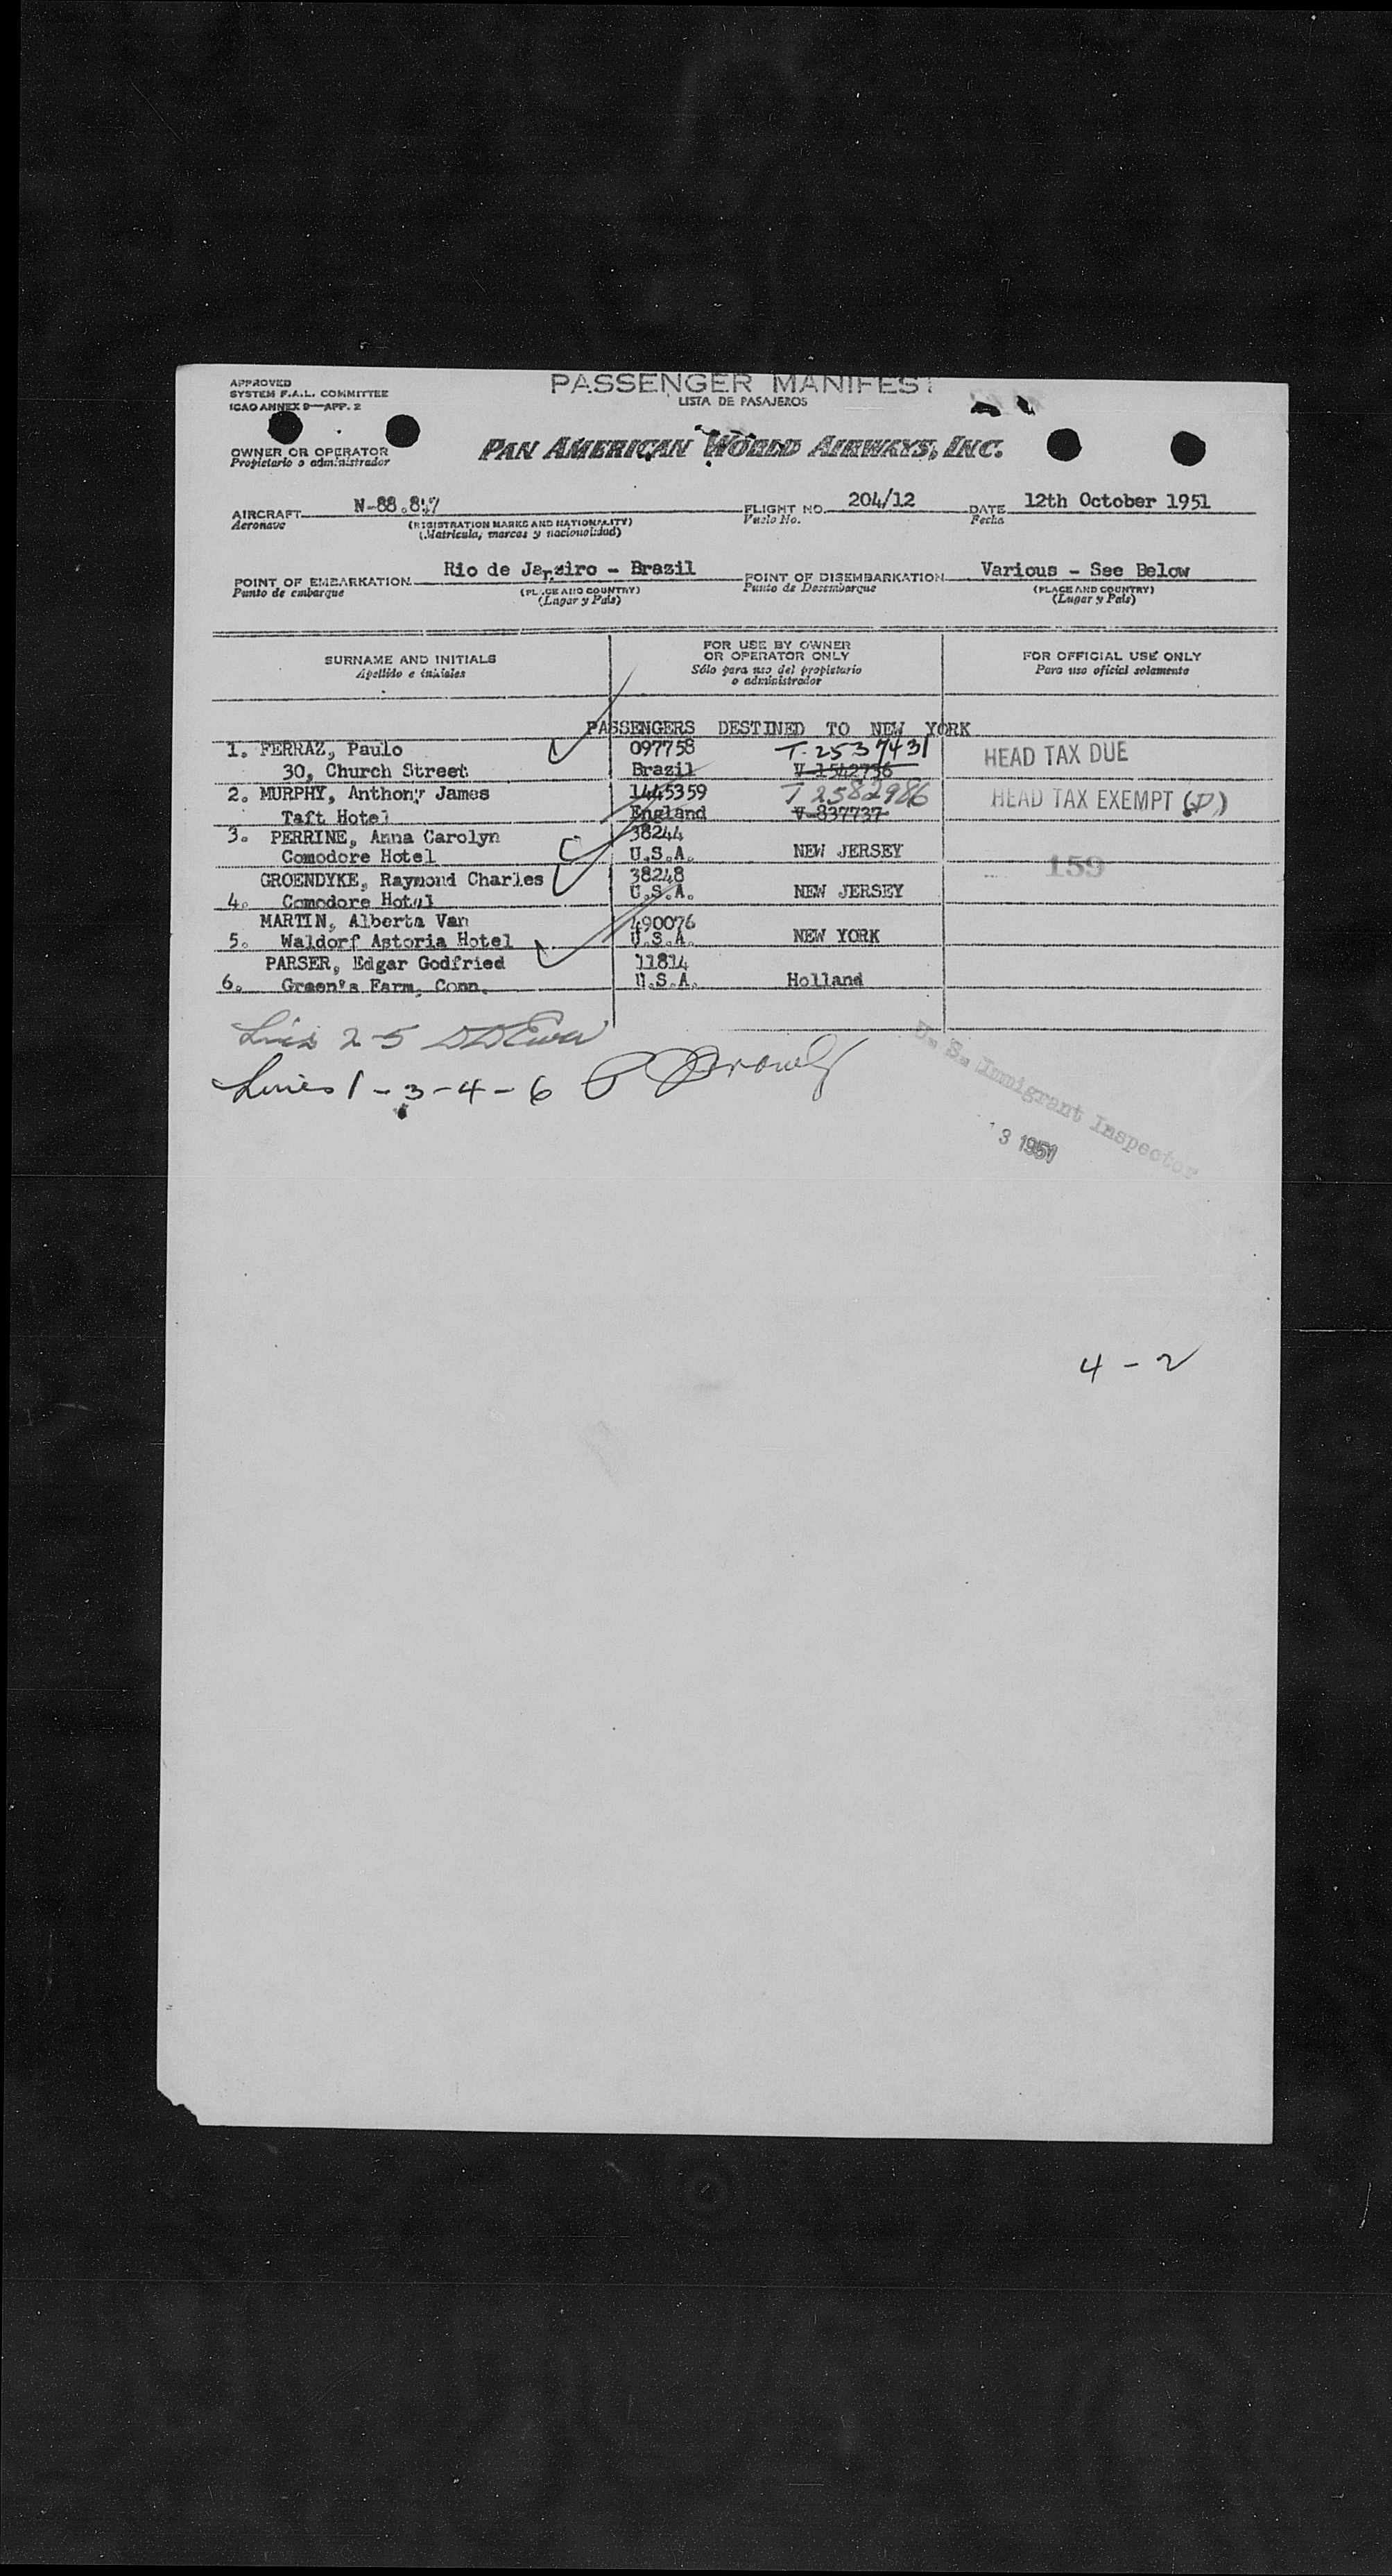 APPROVED
SYSTEM F.A.L. COMMITTEE
ICAO ANNEX 9—APP. 2
PASSENGER MANIFEST
LISTA DE PASAJEROS
OWNER OR OPERATOR
Propietario o administrador
PAN AMERICAN WORLD AIRWAYS, INC.
AIRCRAFT N-88.847 FLIGHT NO. 204/12 DATE 12th October 1951
Aeronave (REGISTRATION MARKS AND NATIONALITY) Vuelo No. Fecha
(Matricula, marcas y nacionalidad)
POINT OF EMBARKATION Rio de Janeiro - Brazil POINT OF DISEMBARKATION Various - See Below
Punto de embarque (PLACE AND COUNTRY) Punto de Desembarque (PLACE AND COUNTRY)
(Lugar y País) (Lugar y País)
SURNAME AND INITIALS FOR USE BY OWNER OR OPERATOR ONLY FOR OFFICIAL USE ONLY
Apellido e iniciales Sólo para uso del propietario o administrador Para uso oficial solamente
PASSENGERS DESTINED TO NEW YORK
1. FERRAZ, Paulo 097758 T-2537431 HEAD TAX DUE
30, Church Street Brazil V-1542736
2. MURPHY, Anthony James 1445359 T 2582986 HEAD TAX EXEMPT (D)
Taft Hotel England V-837737
3. PERRINE, Anna Carolyn 38244
Comodore Hotel U.S.A. NEW JERSEY 159
GROENDYKE, Raymond Charles 38248
4. Comodore Hotel U.S.A. NEW JERSEY
MARTIN, Alberta Van 490076
5. Waldorf Astoria Hotel U.S.A. NEW YORK
PARSER, Edgar Godfried 11814
6. Green's Farm, Conn. U.S.A. Holland
Lines 2-5
Lines 1-3-4-6
U. S. Immigrant Inspector
13 1951
4-2